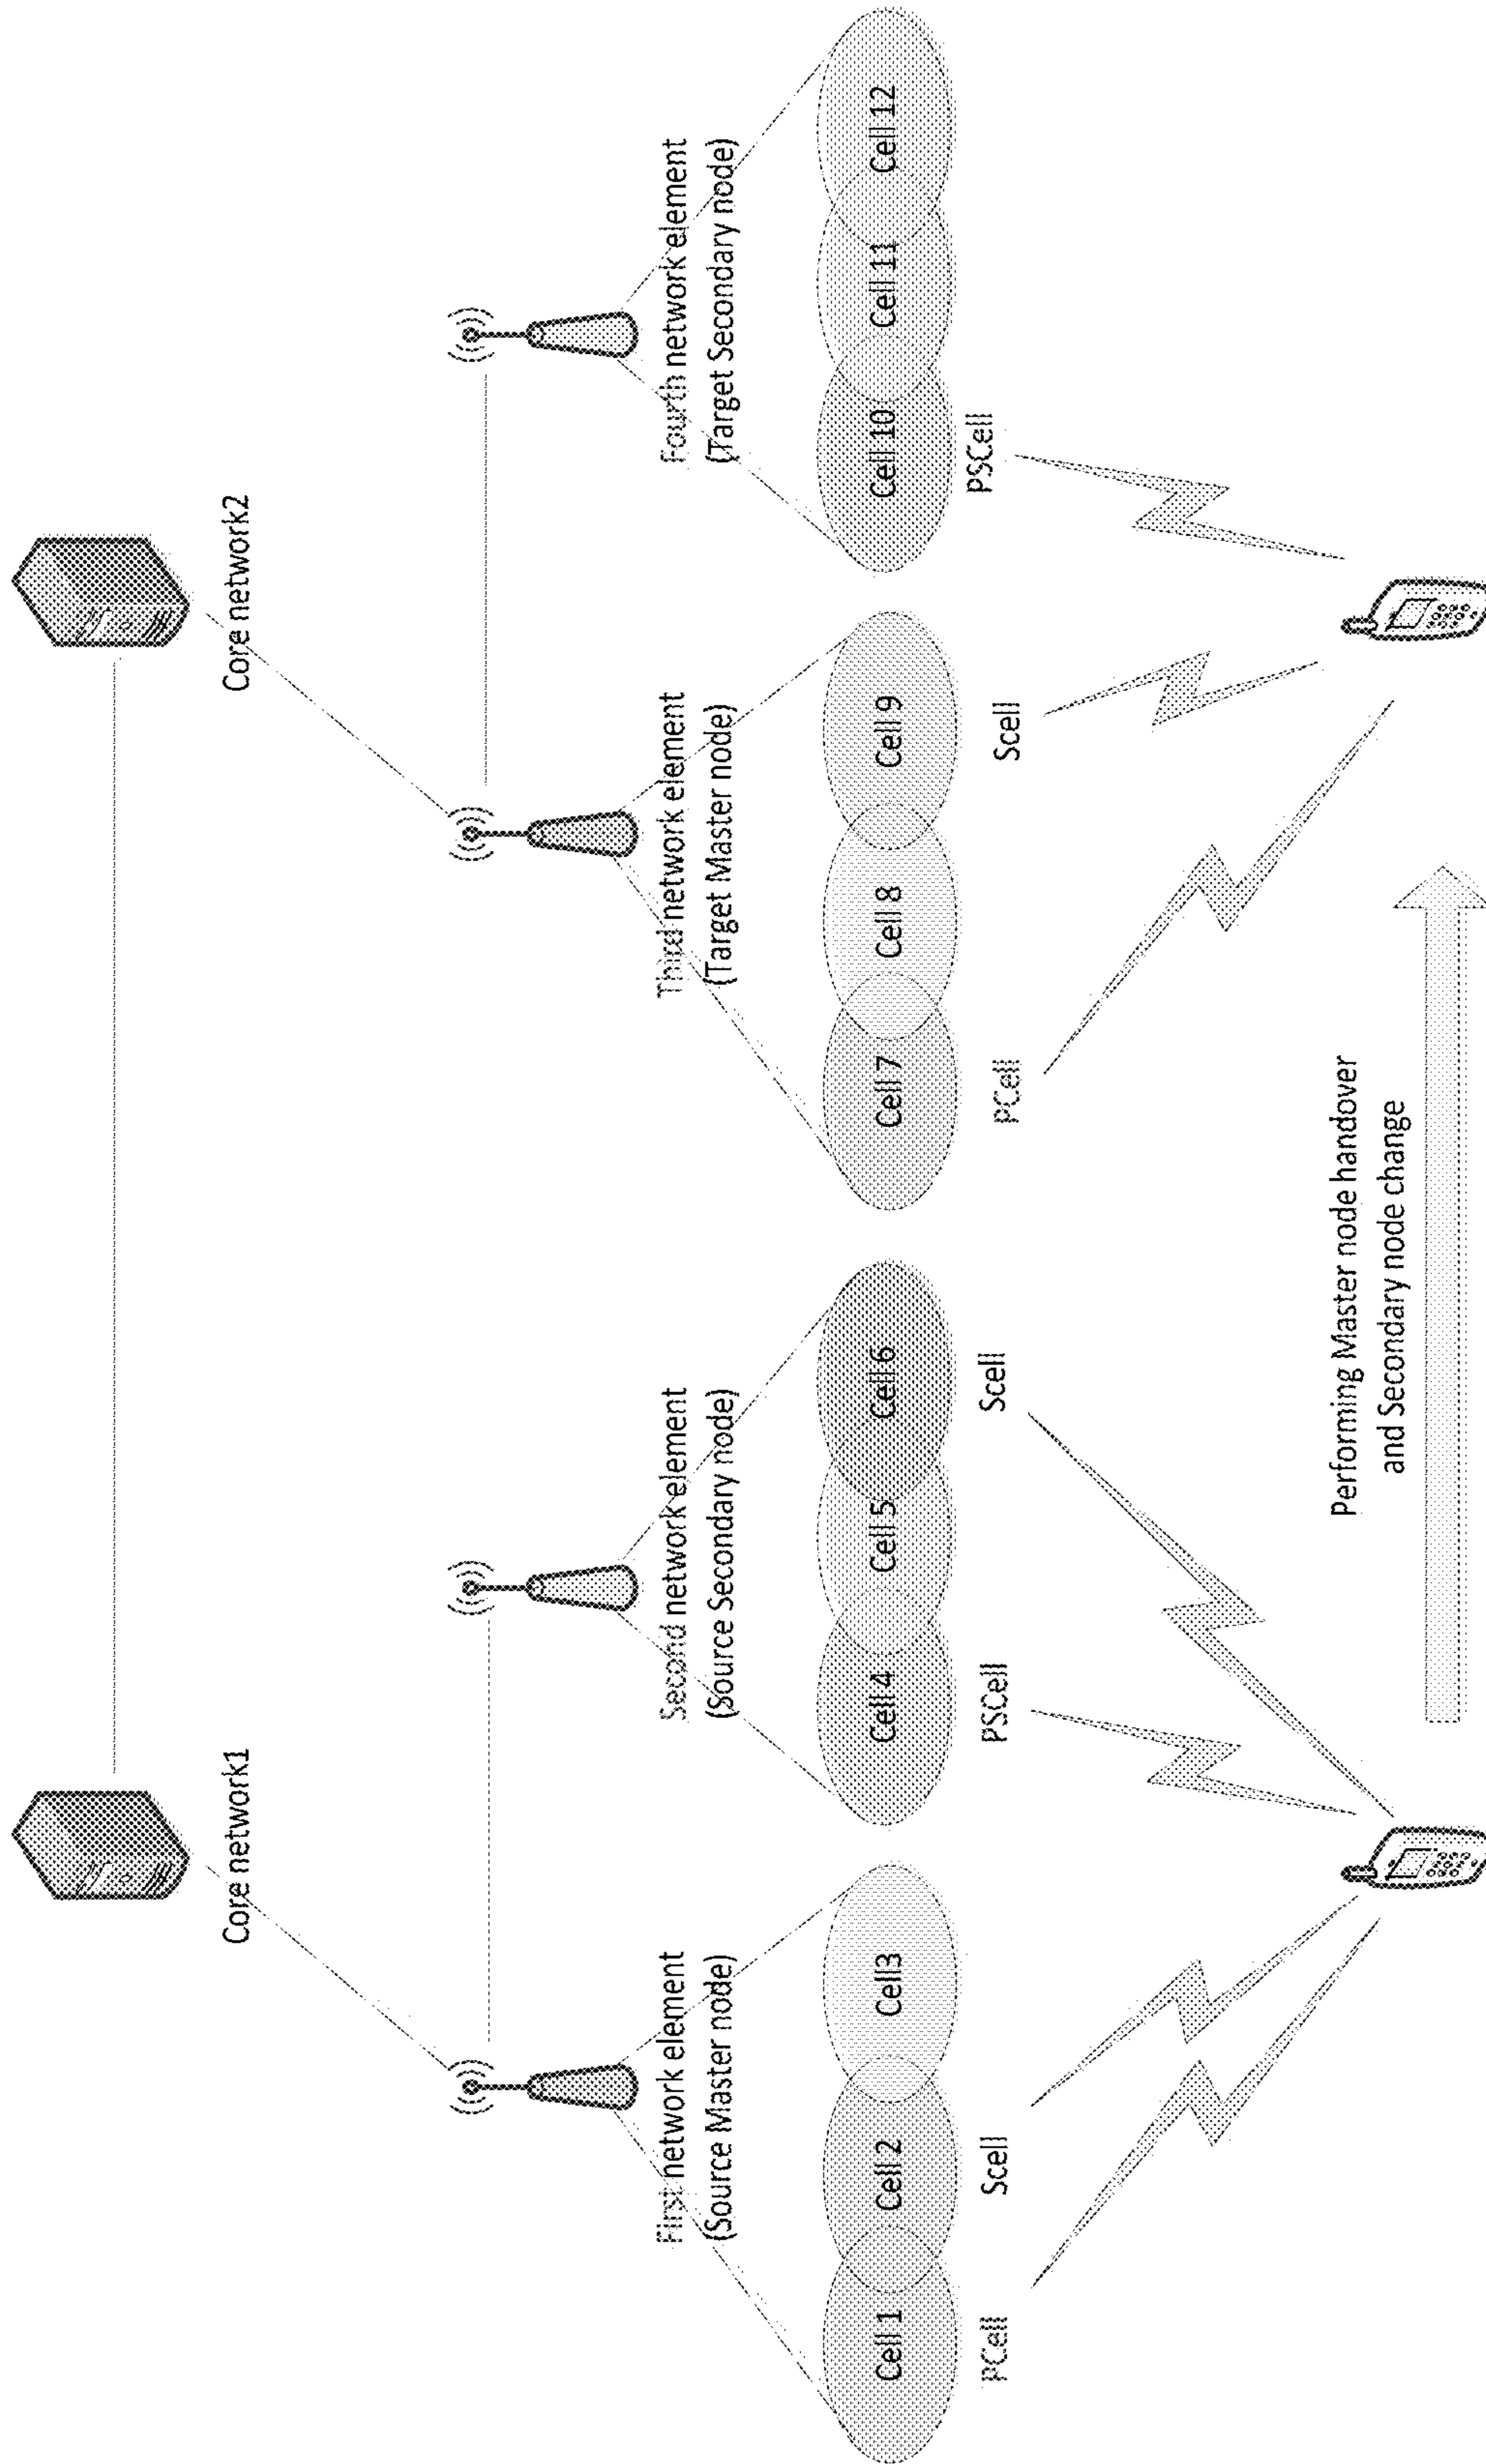 Core network1
Core network2
First network element
(Source Master node)
Second network element
(Source Secondary node)
Third network element
(Target Master node)
Fourth network element
(Target Secondary node)
Cell 1
Cell 2
Cell3
Cell 4
Cell 5
Cell 6
Cell 7
Cell 8
Cell 9
Cell 10
Cell 11
Cell 12
PCell
Scell
PSCell
Scell
PCell
Scell
PSCell
Performing Master node handover
and Secondary node change